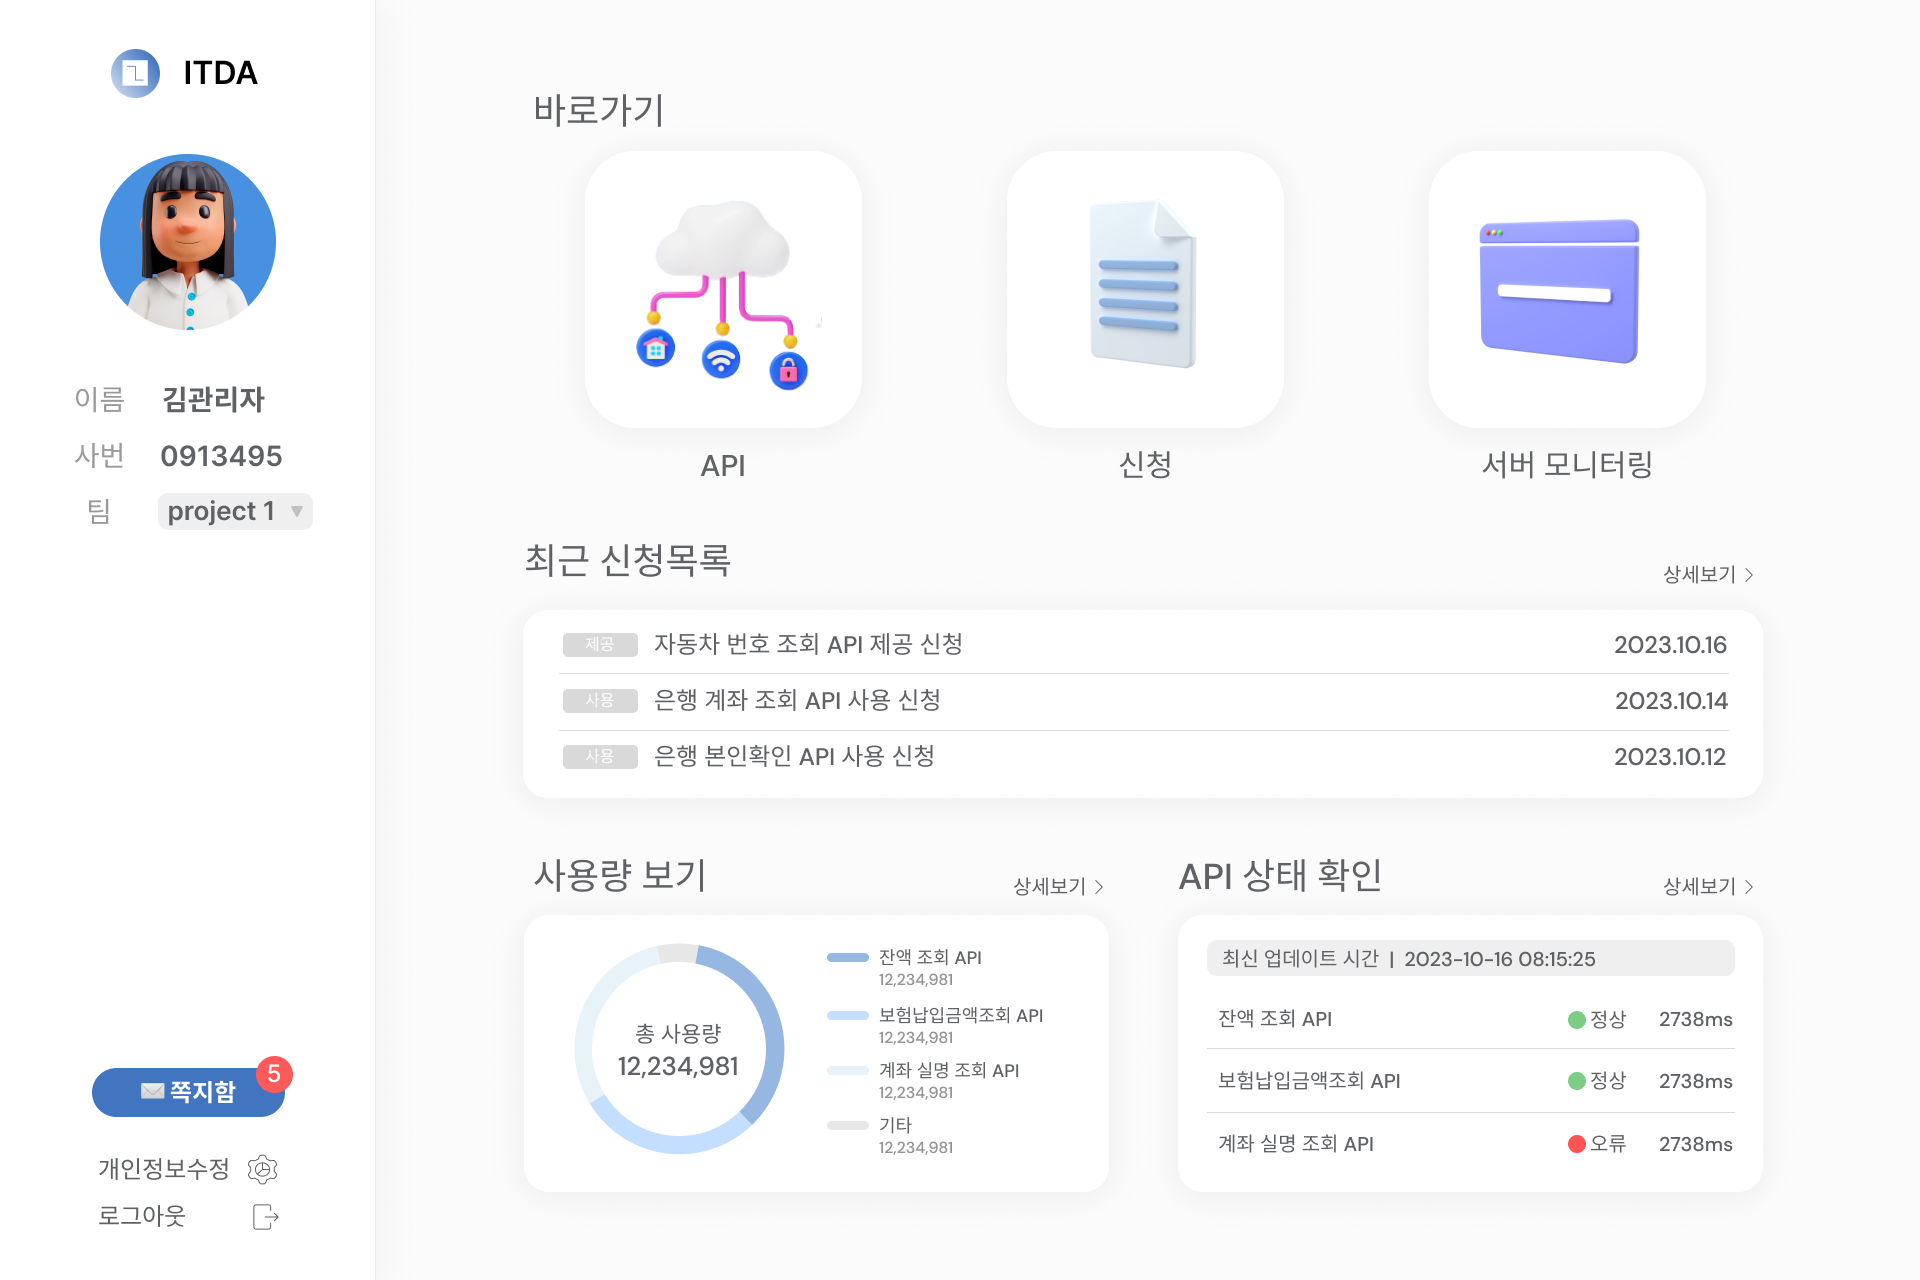 ITDA
이름 김관리자
사번 0913495
팀 project 1 ▼
쪽지함 5
개인정보수정
로그아웃
바로가기
API
신청
서버 모니터링
최근 신청목록
상세보기 >
제공 자동차 번호 조회 API 제공 신청 2023.10.16
사용 은행 계좌 조회 API 사용 신청 2023.10.14
사용 은행 본인확인 API 사용 신청 2023.10.12
사용량 보기
상세보기 >
총 사용량
12,234,981
잔액 조회 API
12,234,981
보험납입금액조회 API
12,234,981
계좌 실명 조회 API
12,234,981
기타
12,234,981
API 상태 확인
상세보기 >
최신 업데이트 시간 | 2023-10-16 08:15:25
잔액 조회 API 정상 2738ms
보험납입금액조회 API 정상 2738ms
계좌 실명 조회 API 오류 2738ms